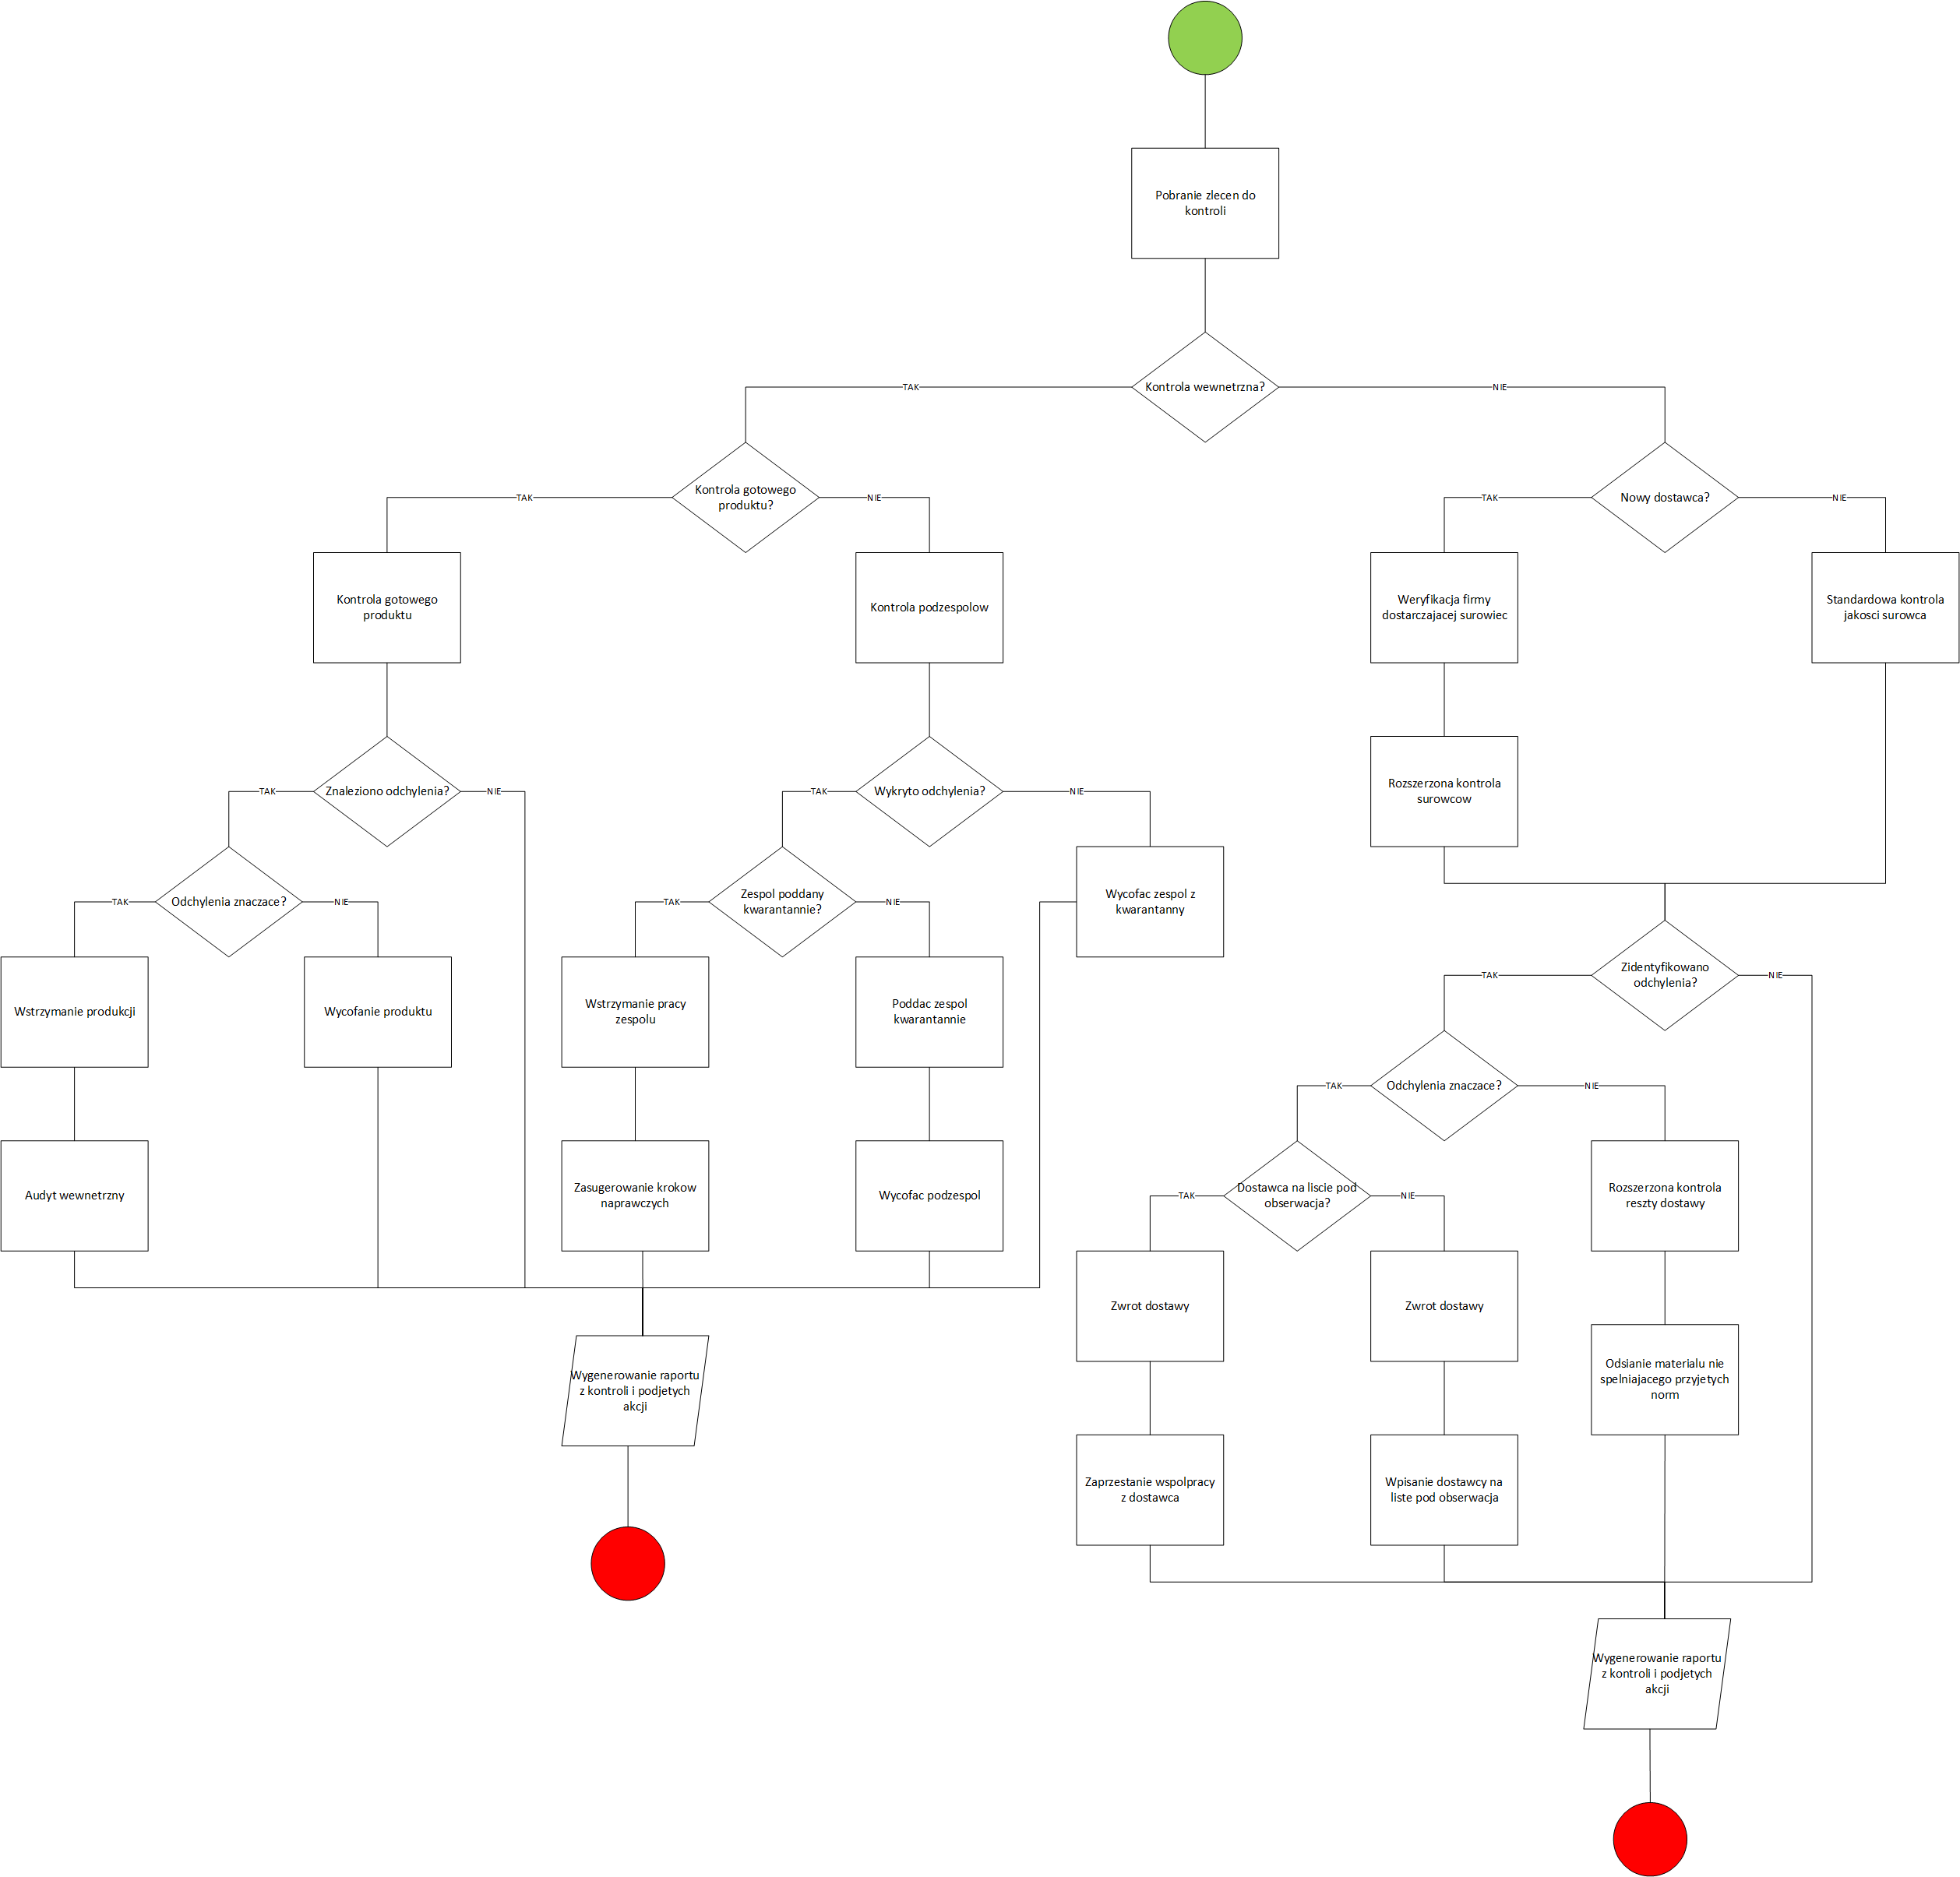 Pobranie zlecen do
kontroli
Kontrola wewnetrzna?
TAK
NIE
Kontrola gotowego
produktu?
TAK
NIE
Nowy dostawca?
TAK
NIE
Kontrola gotowego
produktu
Kontrola podzespolow
Weryfikacja firmy
dostarczajacej surowiec
Standardowa kontrola
jakosci surowca
Znaleziono odchylenia?
TAK
NIE
Wykryto odchylenia?
TAK
NIE
Rozszerzona kontrola
surowcow
Odchylenia znaczace?
TAK
NIE
Zespol poddany
kwarantannie?
TAK
NIE
Wycofac zespol z
kwarantanny
Zidentyfikowano
odchylenia?
TAK
NIE
Wstrzymanie produkcji
Wycofanie produktu
Wstrzymanie pracy
zespolu
Poddac zespol
kwarantannie
Odchylenia znaczace?
TAK
NIE
Audyt wewnetrzny
Zasugerowanie krokow
naprawczych
Wycofac podzespol
Dostawca na liscie pod
obserwacja?
TAK
NIE
Rozszerzona kontrola
reszty dostawy
Zwrot dostawy
Zwrot dostawy
Wygenerowanie raportu
z kontroli i podjetych
akcji
Odsianie materialu nie
spelniajacego przyjetych
norm
Zaprzestanie wspolpracy
z dostawca
Wpisanie dostawcy na
liste pod obserwacja
Wygenerowanie raportu
z kontroli i podjetych
akcji